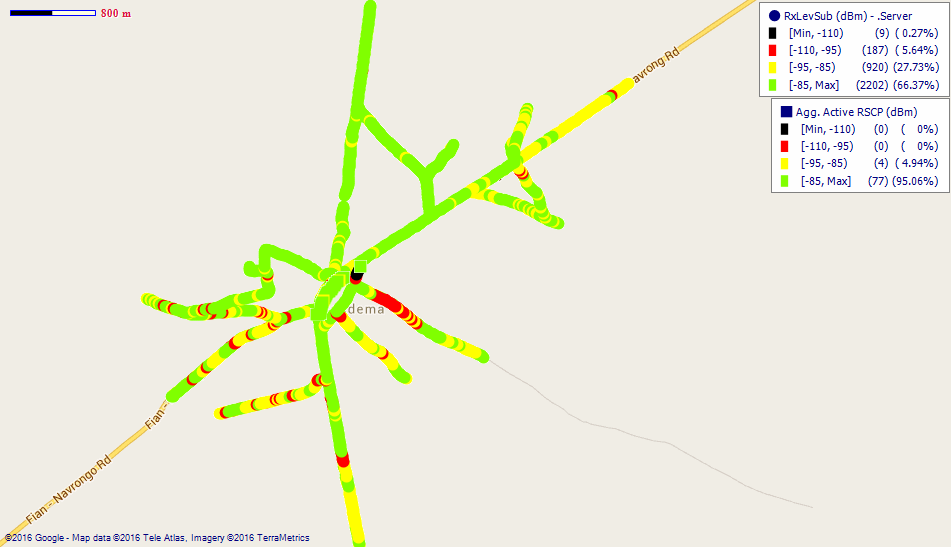 800 m
RxLevSub (dBm) - .Server
[Min, -110) (9) ( 0.27%)
[-110, -95) (187) ( 5.64%)
[-95, -85) (920) (27.73%)
[-85, Max] (2202) (66.37%)
Agg. Active RSCP (dBm)
[Min, -110) (0) ( 0%)
[-110, -95) (0) ( 0%)
[-95, -85) (4) ( 4.94%)
[-85, Max] (77) (95.06%)
avrong Rd
dema
Fian -
Fian - Navrongo Rd
©2016 Google - Map data ©2016 Tele Atlas, Imagery ©2016 TerraMetrics